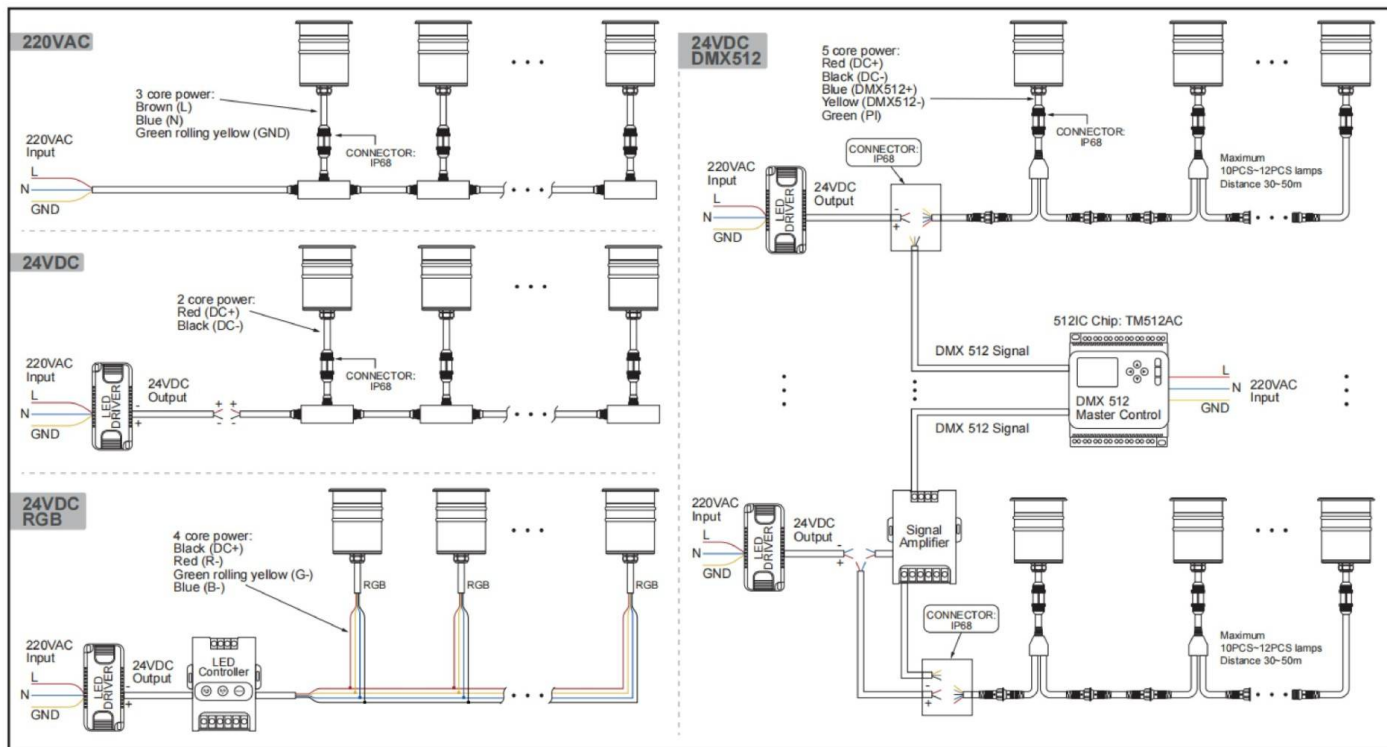 220VAC
3 core power:
Brown (L)
Blue (N)
Green rolling yellow (GND)
CONNECTOR:
IP68
220VAC
Input
L
N
GND
24VDC
2 core power:
Red (DC+)
Black (DC-)
CONNECTOR:
IP68
220VAC
Input
L
N
GND
LED
DRIVER
24VDC
Output
-
+
+ +
- -
24VDC
RGB
4 core power:
Black (DC+)
Red (R-)
Green rolling yellow (G-)
Blue (B-)
RGB
RGB
RGB
220VAC
Input
L
N
GND
LED
DRIVER
24VDC
Output
-
+
LED
Controller
24VDC
DMX512
5 core power:
Red (DC+)
Black (DC-)
Blue (DMX512+)
Yellow (DMX512-)
Green (PI)
CONNECTOR:
IP68
CONNECTOR:
IP68
220VAC
Input
L
N
GND
LED
DRIVER
24VDC
Output
-
+
Maximum
10PCS~12PCS lamps
Distance 30~50m
512IC Chip: TM512AC
DMX 512 Signal
DMX 512
Master Control
L
N
GND
220VAC
Input
DMX 512 Signal
220VAC
Input
L
N
GND
LED
DRIVER
24VDC
Output
-
+
Signal
Amplifier
CONNECTOR:
IP68
-
+
Maximum
10PCS~12PCS lamps
Distance 30~50m